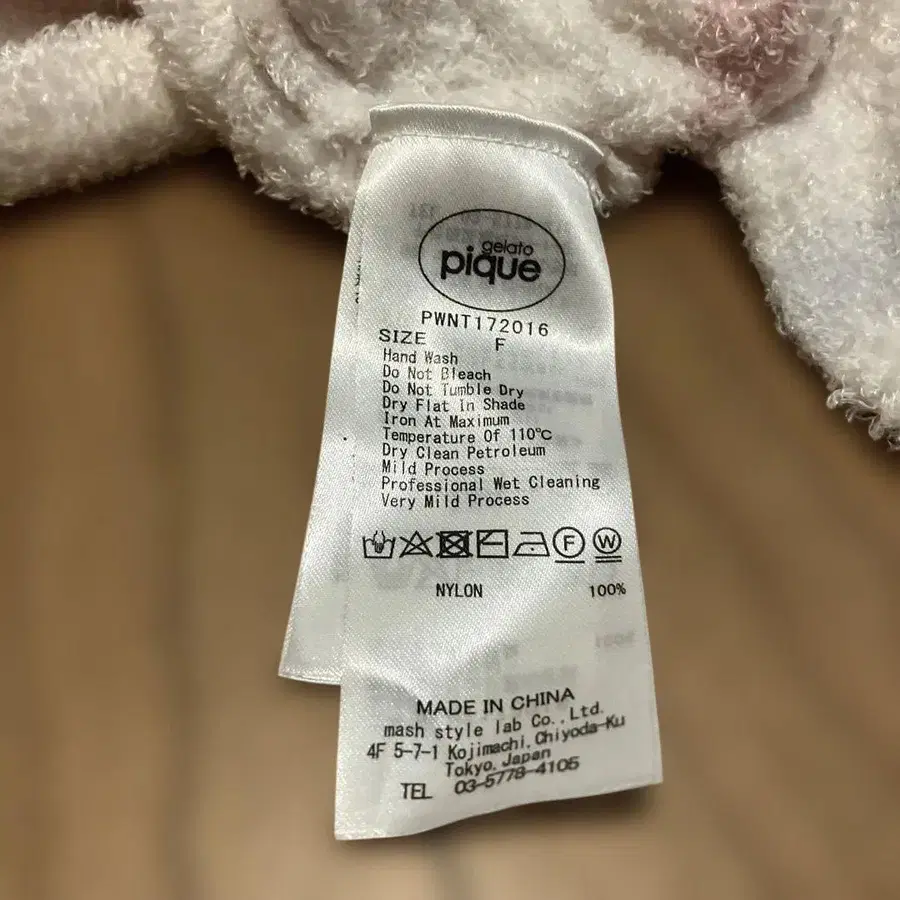 gelato
pique
PWNT172016
SIZE F
Hand Wash
Do Not Bleach
Do Not Tumble Dry
Dry Flat In Shade
Iron At Maximum
Temperature Of 110℃
Dry Clean Petroleum
Mild Process
Professional Wet Cleaning
Very Mild Process
F W
NYLON 100%
MADE IN CHINA
mash style lab Co., Ltd.
4F 5-7-1 Kojimachi, Chiyoda-Ku
Tokyo, Japan
TEL 03-5778-4105